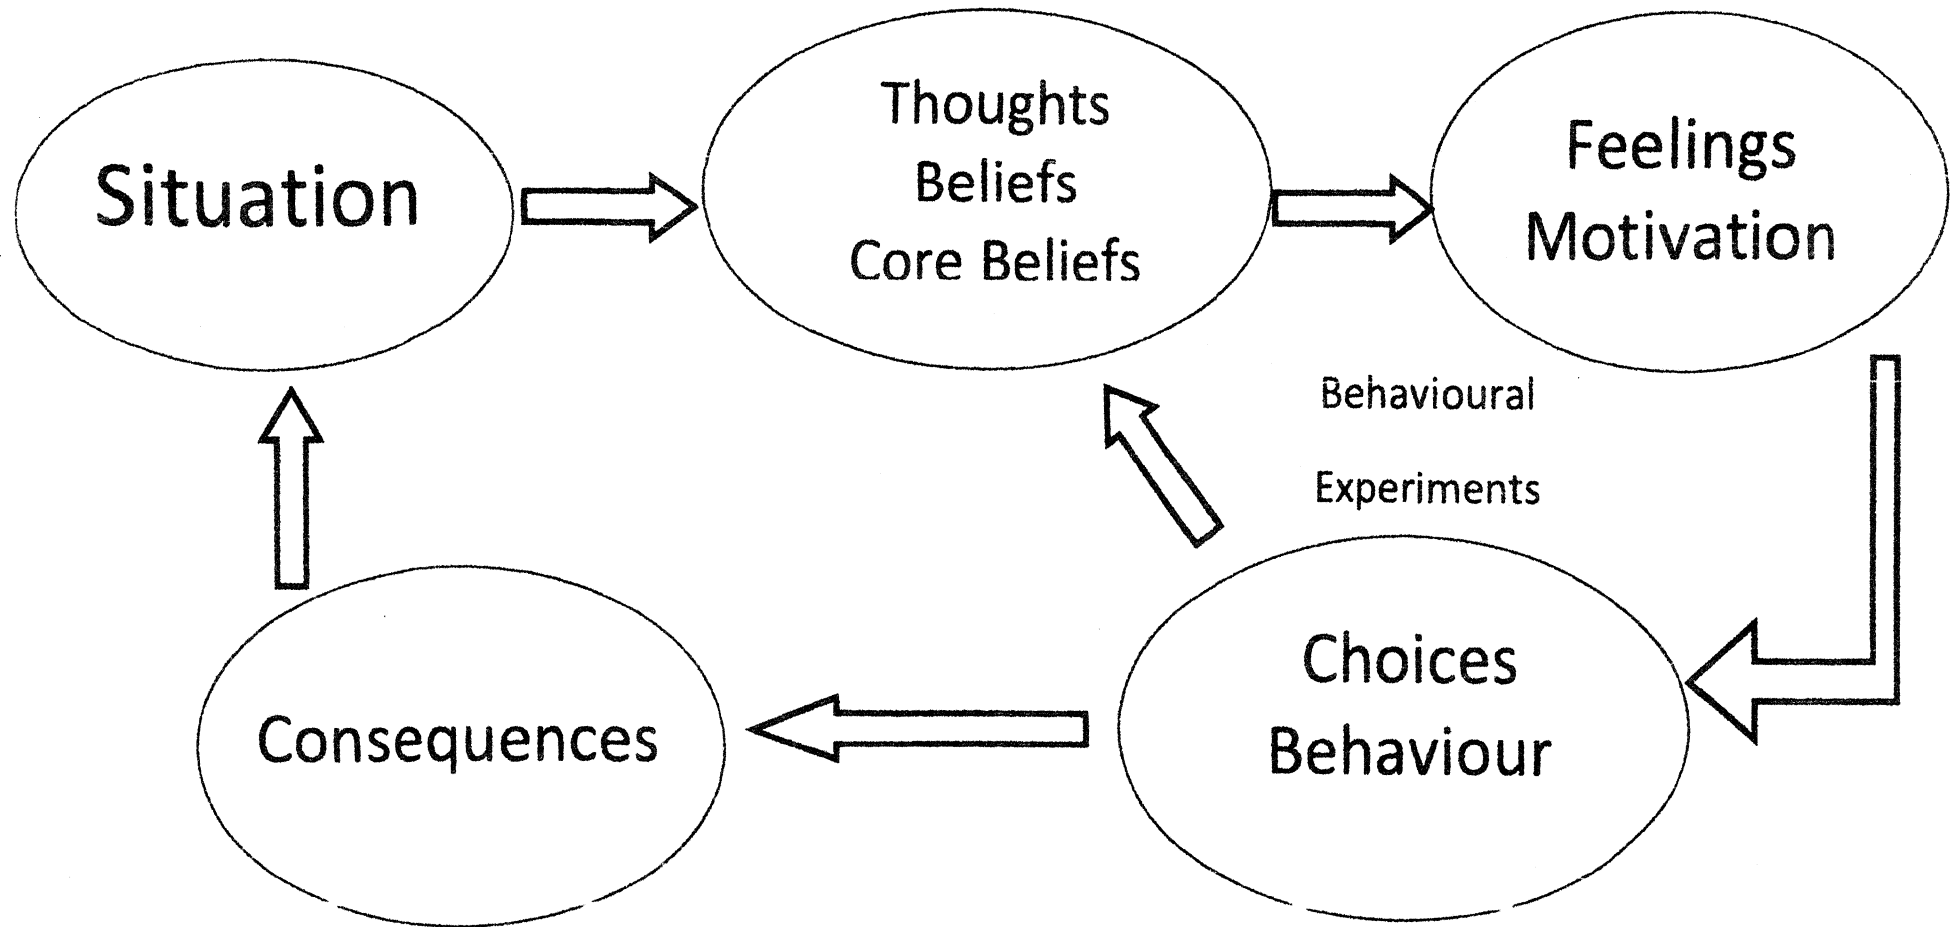 Situation
Thoughts
Beliefs
Core Beliefs
Feelings
Motivation
Behavioural
Experiments
Choices
Behaviour
Consequences